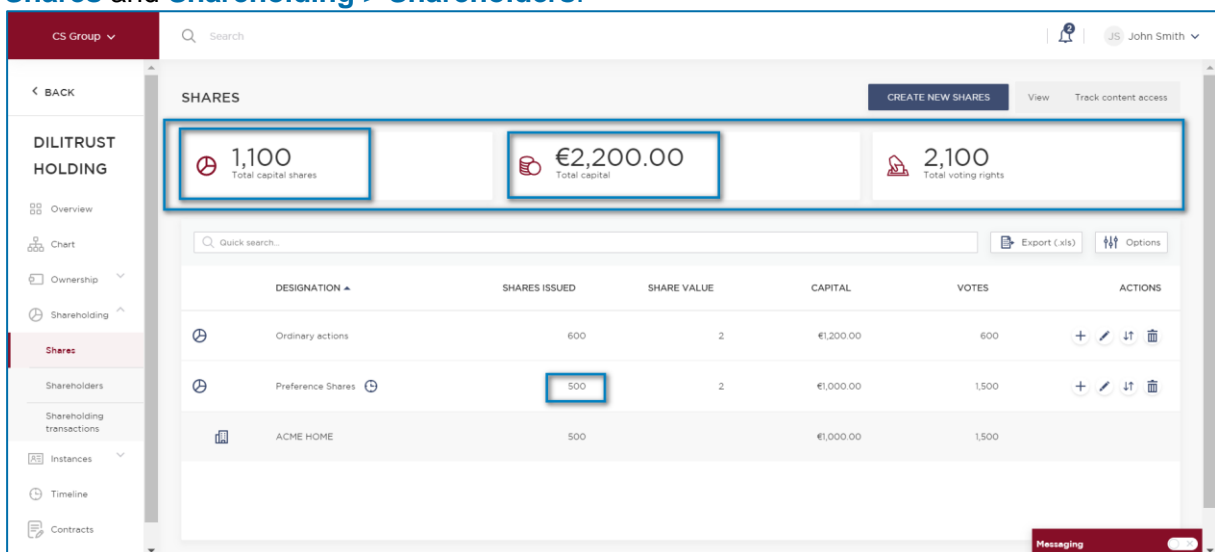 Shares and Shareholding > Shareholders.
CS Group
Search
2
JS John Smith
< BACK
SHARES
CREATE NEW SHARES
View
Track content access
DILITRUST
HOLDING
1,100
Total capital shares
€2,200.00
Total capital
2,100
Total voting rights
Overview
Chart
Quick search...
Export (.xls)
Options
Ownership
Shareholding
DESIGNATION SHARES ISSUED SHARE VALUE CAPITAL VOTES ACTIONS
Shares
Ordinary actions 600 2 €1,200.00 600
Shareholders
Preference Shares 500 2 €1,000.00 1,500
Shareholding
transactions
ACME HOME 500 €1,000.00 1,500
Instances
Timeline
Contracts
Messaging